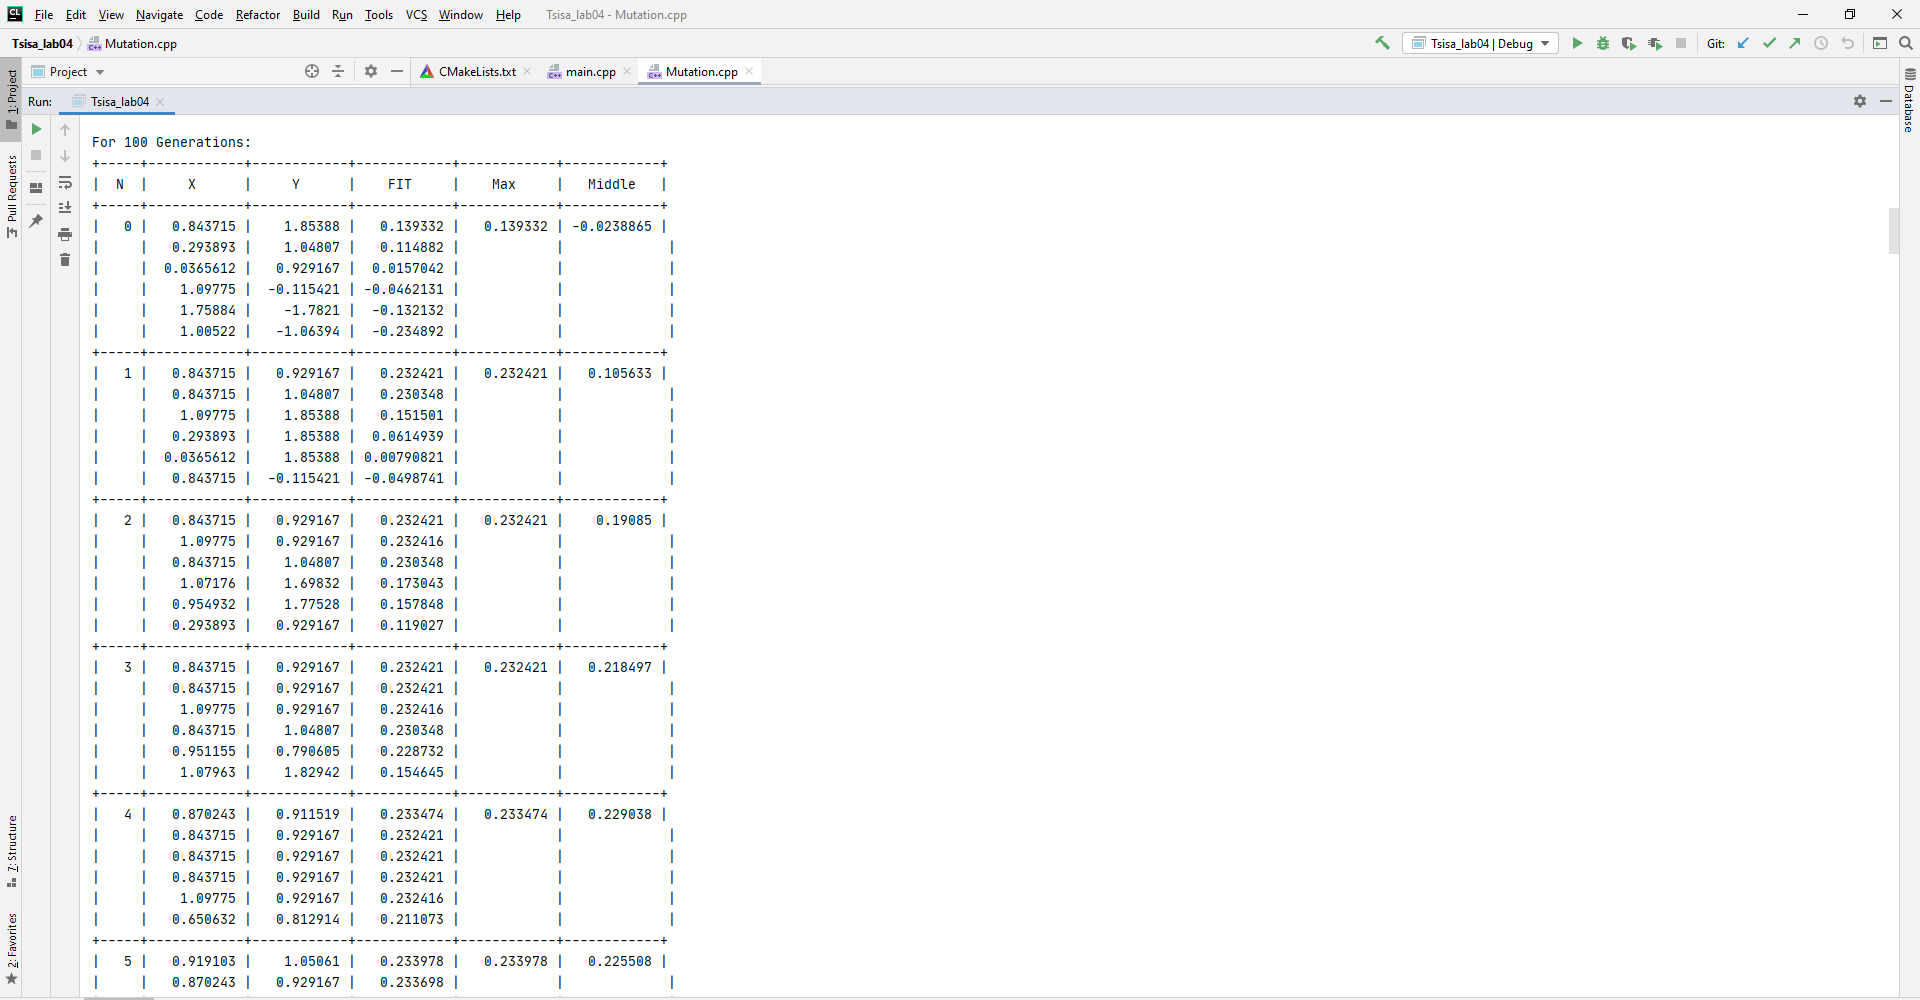 CL File Edit View Navigate Code Refactor Build Run Tools VCS Window Help Tsisa_lab04 - Mutation.cpp
Tsisa_lab04 Mutation.cpp Tsisa_lab04 | Debug Git:
Project CMakeLists.txt main.cpp Mutation.cpp
Run: Tsisa_lab04
1: Project
Pull Requests
7: Structure
2: Favorites
Database
For 100 Generations:
+-----+------------+------------+------------+------------+------------+
|  N  |     X      |     Y      |    FIT     |    Max     |   Middle   |
+-----+------------+------------+------------+------------+------------+
|   0 |   0.843715 |    1.85388 |   0.139332 |   0.139332 | -0.0238865 |
|     |   0.293893 |    1.04807 |   0.114882 |            |             |
|     |  0.0365612 |   0.929167 |  0.0157042 |            |             |
|     |    1.09775 |  -0.115421 | -0.0462131 |            |             |
|     |    1.75884 |    -1.7821 |  -0.132132 |            |             |
|     |    1.00522 |   -1.06394 |  -0.234892 |            |             |
+-----+------------+------------+------------+------------+------------+
|   1 |   0.843715 |   0.929167 |   0.232421 |   0.232421 |   0.105633 |
|     |   0.843715 |    1.04807 |   0.230348 |            |             |
|     |    1.09775 |    1.85388 |   0.151501 |            |             |
|     |   0.293893 |    1.85388 |  0.0614939 |            |             |
|     |  0.0365612 |    1.85388 | 0.00790821 |            |             |
|     |   0.843715 |  -0.115421 | -0.0498741 |            |             |
+-----+------------+------------+------------+------------+------------+
|   2 |   0.843715 |   0.929167 |   0.232421 |   0.232421 |    0.19085 |
|     |    1.09775 |   0.929167 |   0.232416 |            |             |
|     |   0.843715 |    1.04807 |   0.230348 |            |             |
|     |    1.07176 |    1.69832 |   0.173043 |            |             |
|     |   0.954932 |    1.77528 |   0.157848 |            |             |
|     |   0.293893 |   0.929167 |   0.119027 |            |             |
+-----+------------+------------+------------+------------+------------+
|   3 |   0.843715 |   0.929167 |   0.232421 |   0.232421 |   0.218497 |
|     |   0.843715 |   0.929167 |   0.232421 |            |             |
|     |    1.09775 |   0.929167 |   0.232416 |            |             |
|     |   0.843715 |    1.04807 |   0.230348 |            |             |
|     |   0.951155 |   0.790605 |   0.228732 |            |             |
|     |    1.07963 |    1.82942 |   0.154645 |            |             |
+-----+------------+------------+------------+------------+------------+
|   4 |   0.870243 |   0.911519 |   0.233474 |   0.233474 |   0.229038 |
|     |   0.843715 |   0.929167 |   0.232421 |            |             |
|     |   0.843715 |   0.929167 |   0.232421 |            |             |
|     |   0.843715 |   0.929167 |   0.232421 |            |             |
|     |    1.09775 |   0.929167 |   0.232416 |            |             |
|     |   0.650632 |   0.812914 |   0.211073 |            |             |
+-----+------------+------------+------------+------------+------------+
|   5 |   0.919103 |    1.05061 |   0.233978 |   0.233978 |   0.225508 |
|     |   0.870243 |   0.929167 |   0.233698 |            |             |